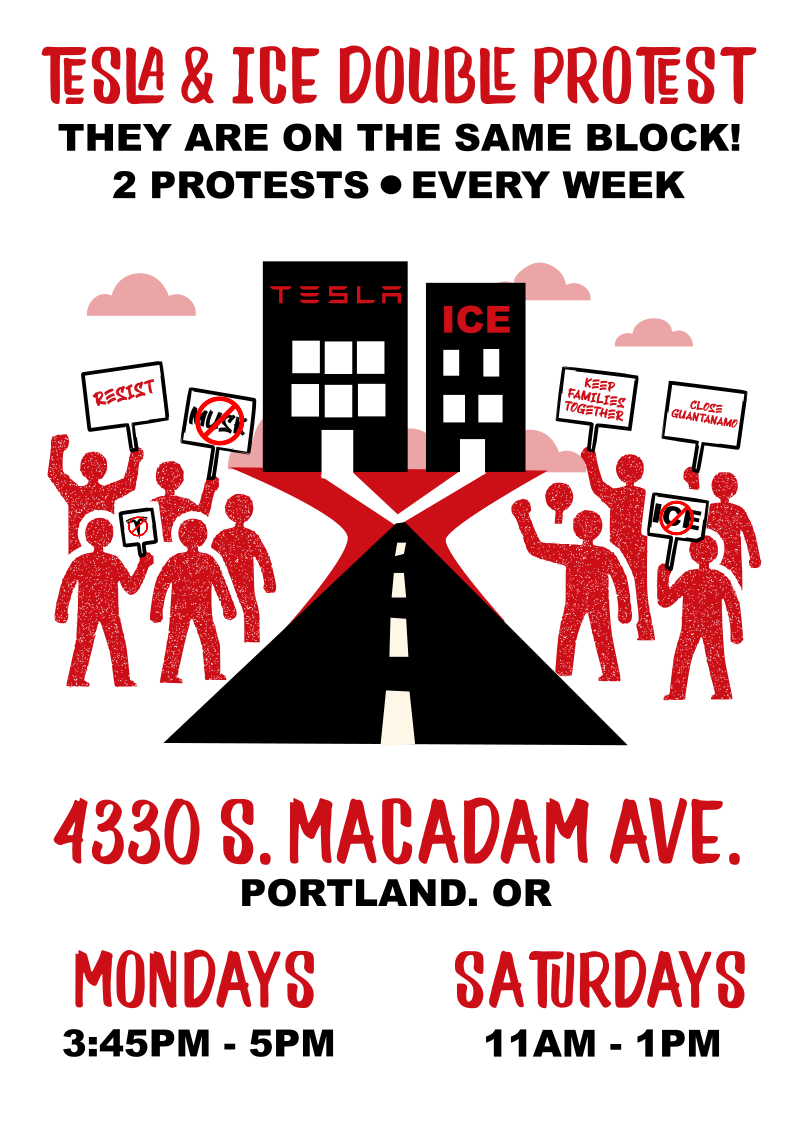 TESLA & ICE DOUBLE PROTEST
THEY ARE ON THE SAME BLOCK!
2 PROTESTS ● EVERY WEEK
TESLA
ICE
RESIST
MUSK
KEEP
FAMILIES
TOGETHER
CLOSE
GUANTANAMO
ICE
4330 S. MACADAM AVE.
PORTLAND. OR
MONDAYS
3:45PM - 5PM
SATURDAYS
11AM - 1PM